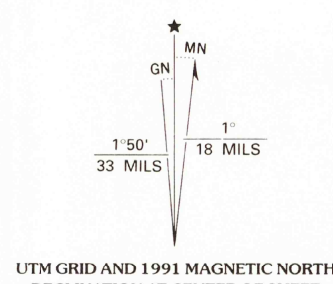 MN
GN
1°
1°50'
18 MILS
33 MILS
UTM GRID AND 1991 MAGNETIC NORTH